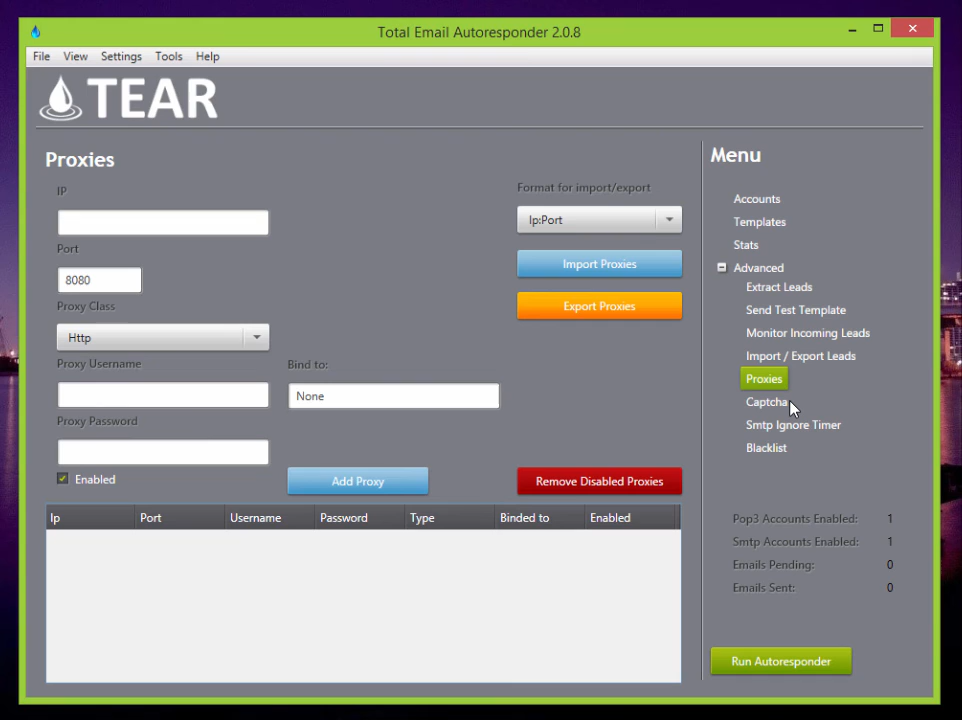 Total Email Autoresponder 2.0.8
File View Settings Tools Help
TEAR
Proxies
IP
Port
8080
Proxy Class
Http
Proxy Username
Bind to:
None
Proxy Password
Enabled
Add Proxy
Format for import/export
Ip:Port
Import Proxies
Export Proxies
Remove Disabled Proxies
Ip Port Username Password Type Binded to Enabled
Menu
Accounts
Templates
Stats
Advanced
Extract Leads
Send Test Template
Monitor Incoming Leads
Import / Export Leads
Proxies
Captcha
Smtp Ignore Timer
Blacklist
Pop3 Accounts Enabled: 1
Smtp Accounts Enabled: 1
Emails Pending: 0
Emails Sent: 0
Run Autoresponder